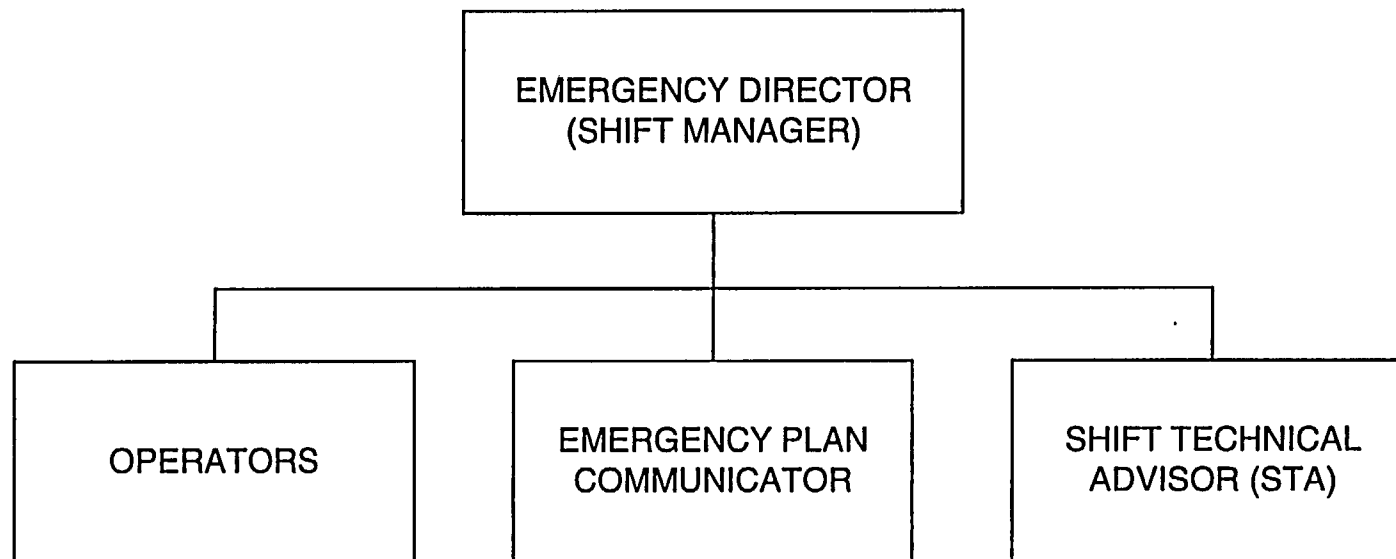 EMERGENCY DIRECTOR
(SHIFT MANAGER)
OPERATORS
EMERGENCY PLAN
COMMUNICATOR
SHIFT TECHNICAL
ADVISOR (STA)